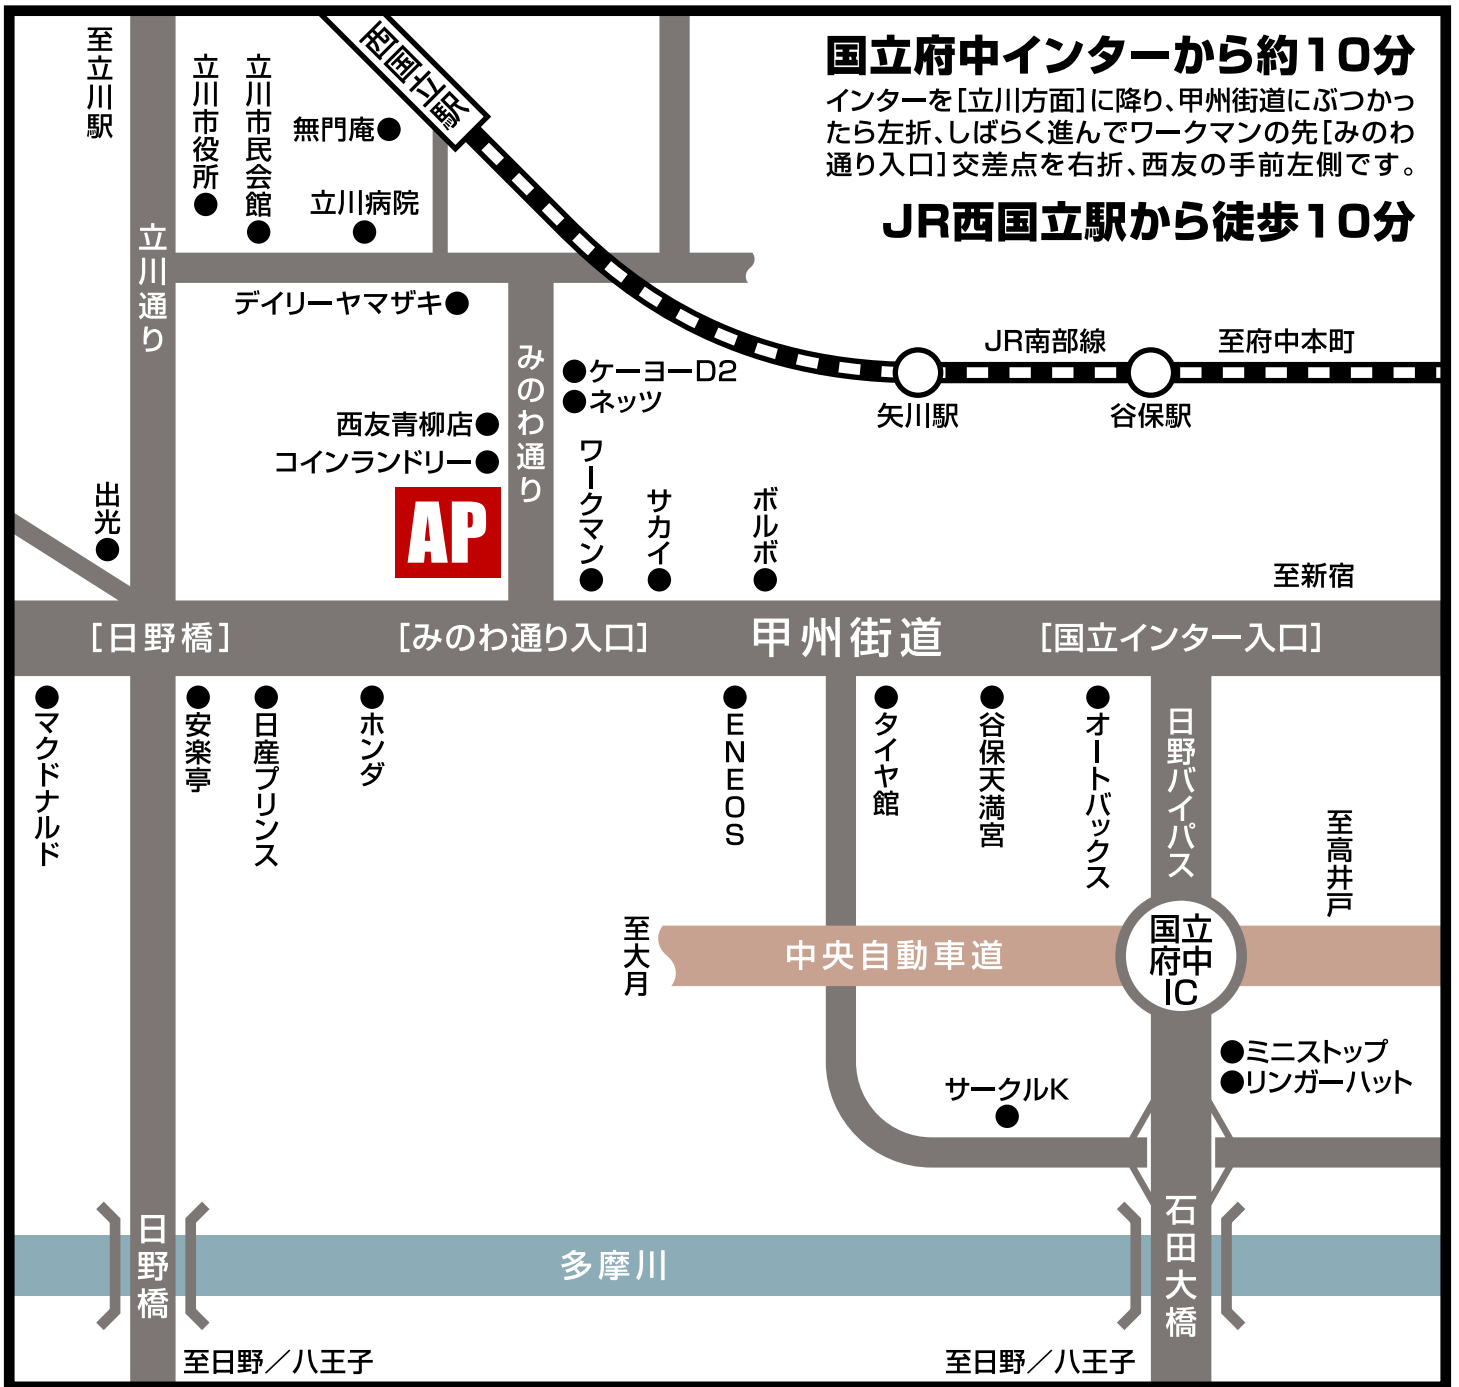 国立府中インターから約10分
インターを[立川方面]に降り、甲州街道にぶつかっ
たら左折、しばらく進んでワークマンの先[みのわ
通り入口]交差点を右折、西友の手前左側です。
JR西国立駅から徒歩10分
至立川駅
立川市役所
立川市民会館
無門庵
立川病院
西国立駅
立川通り
デイリーヤマザキ
みのわ通り
ケーヨーD2
ネッツ
JR南部線
至府中本町
矢川駅
谷保駅
西友青柳店
コインランドリー
AP
出光
ワークマン
サカイ
ボルボ
至新宿
[日野橋]
[みのわ通り入口]
甲州街道
[国立インター入口]
マクドナルド
安楽亭
日産プリンス
ホンダ
ENEOS
タイヤ館
谷保天満宮
オートバックス
日野バイパス
至高井戸
至大月
中央自動車道
国立
府中
IC
ミニストップ
リンガーハット
サークルK
日野橋
多摩川
石田大橋
至日野／八王子
至日野／八王子